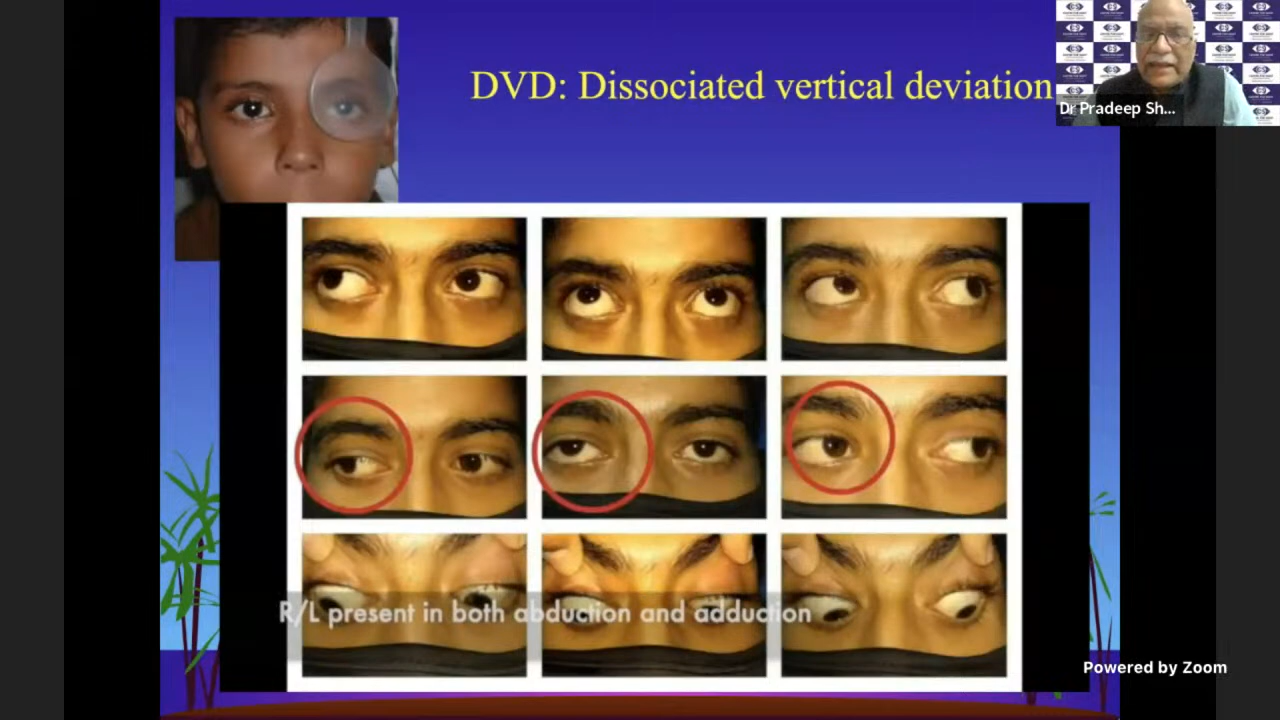 DVD: Dissociated vertical deviation
Dr Pradeep Sh...
R/L present in both abduction and adduction
Powered by Zoom